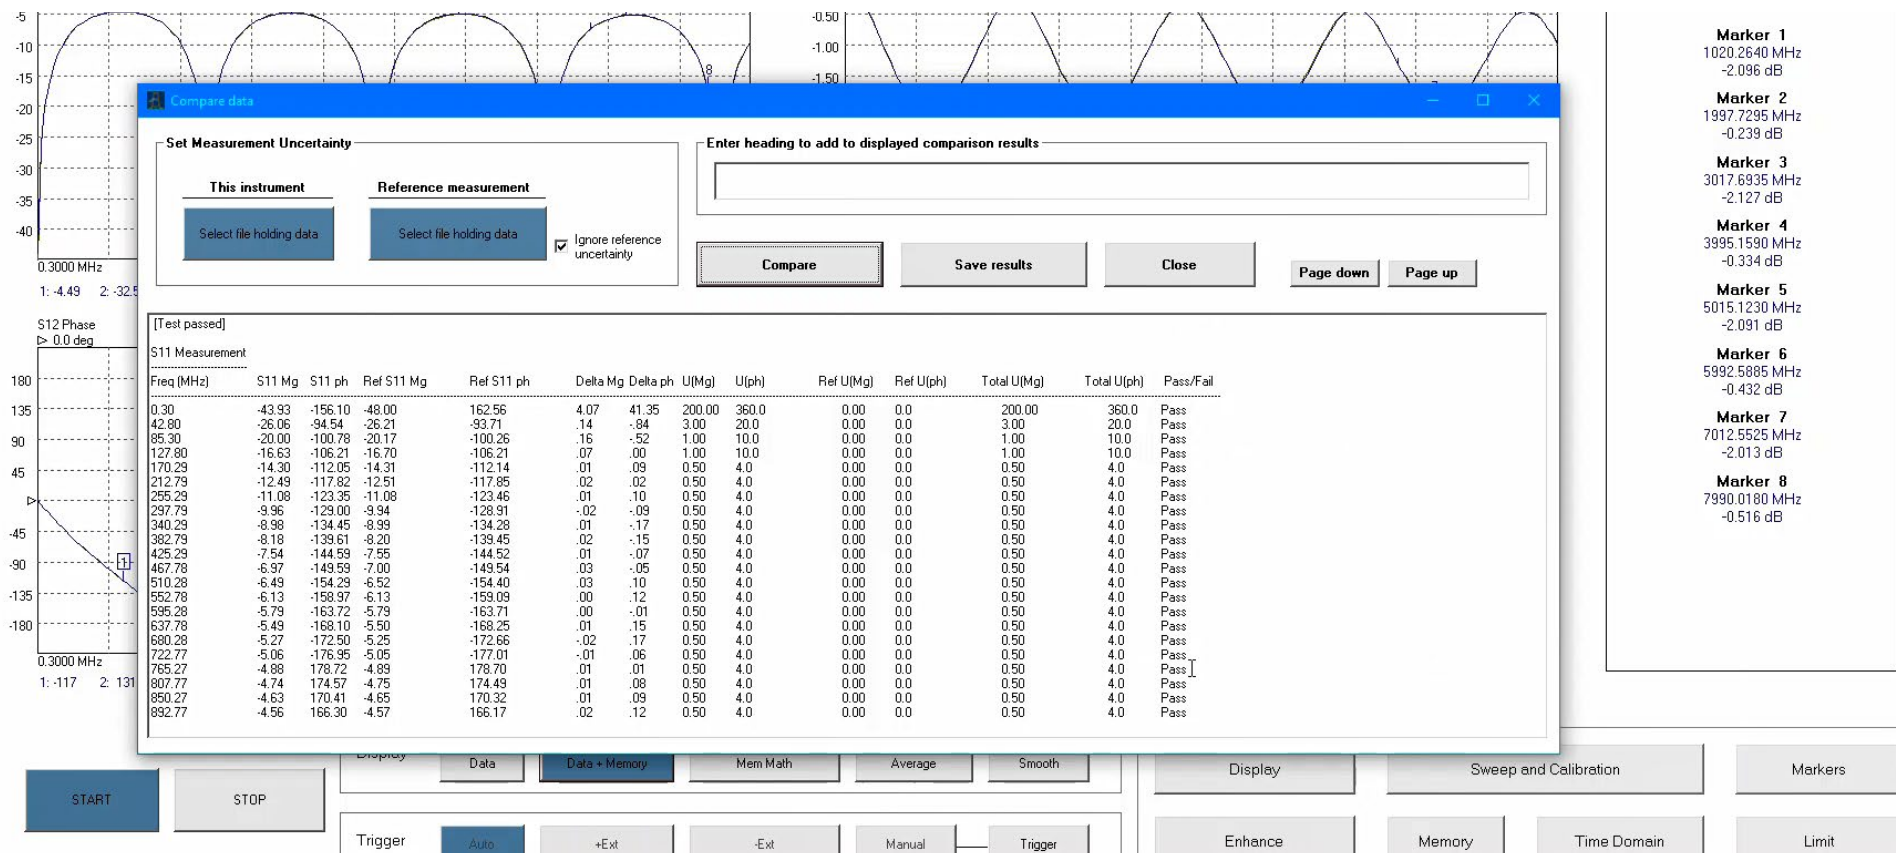 -5
-10
-15
-20
-25
-30
-35
-40
0.3000 MHz
1: -4.49 2: -32.5
8
-0.50
-1.00
-1.50
Marker 1
1020.2640 MHz
-2.096 dB
Marker 2
1997.7295 MHz
-0.239 dB
Marker 3
3017.6935 MHz
-2.127 dB
Marker 4
3995.1590 MHz
-0.334 dB
Marker 5
5015.1230 MHz
-2.091 dB
Marker 6
5992.5885 MHz
-0.432 dB
Marker 7
7012.5525 MHz
-2.013 dB
Marker 8
7990.0180 MHz
-0.516 dB
Compare data
Set Measurement Uncertainty
This instrument Reference measurement
Select file holding data Select file holding data
Ignore reference
uncertainty
Enter heading to add to displayed comparison results
Compare Save results Close Page down Page up
[Test passed]
S11 Measurement
Freq (MHz) S11 Mg S11 ph Ref S11 Mg Ref S11 ph Delta Mg Delta ph U(Mg) U(ph) Ref U(Mg) Ref U(ph) Total U(Mg) Total U(ph) Pass/Fail
0.30 -43.93 -156.10 -48.00 162.56 4.07 41.35 200.00 360.0 0.00 0.0 200.00 360.0 Pass
42.80 -26.06 -94.54 -26.21 -93.71 .14 -.84 3.00 20.0 0.00 0.0 3.00 20.0 Pass
85.30 -20.00 -100.78 -20.17 -100.26 .16 -.52 1.00 10.0 0.00 0.0 1.00 10.0 Pass
127.80 -16.63 -106.21 -16.70 -106.21 .07 .00 1.00 10.0 0.00 0.0 1.00 10.0 Pass
170.29 -14.30 -112.05 -14.31 -112.14 .01 .09 0.50 4.0 0.00 0.0 0.50 4.0 Pass
212.79 -12.49 -117.82 -12.51 -117.85 .02 .02 0.50 4.0 0.00 0.0 0.50 4.0 Pass
255.29 -11.08 -123.35 -11.08 -123.46 .01 .10 0.50 4.0 0.00 0.0 0.50 4.0 Pass
297.79 -9.96 -129.00 -9.94 -128.91 -.02 -.09 0.50 4.0 0.00 0.0 0.50 4.0 Pass
340.29 -8.98 -134.45 -8.99 -134.28 .01 -.17 0.50 4.0 0.00 0.0 0.50 4.0 Pass
382.79 -8.18 -139.61 -8.20 -139.45 .02 -.15 0.50 4.0 0.00 0.0 0.50 4.0 Pass
425.29 -7.54 -144.59 -7.55 -144.52 .01 -.07 0.50 4.0 0.00 0.0 0.50 4.0 Pass
467.78 -6.97 -149.59 -7.00 -149.54 .03 -.05 0.50 4.0 0.00 0.0 0.50 4.0 Pass
510.28 -6.49 -154.29 -6.52 -154.40 .03 .10 0.50 4.0 0.00 0.0 0.50 4.0 Pass
552.78 -6.13 -158.97 -6.13 -159.09 .00 .12 0.50 4.0 0.00 0.0 0.50 4.0 Pass
595.28 -5.79 -163.72 -5.79 -163.71 .00 -.01 0.50 4.0 0.00 0.0 0.50 4.0 Pass
637.78 -5.49 -168.10 -5.50 -168.25 .01 .15 0.50 4.0 0.00 0.0 0.50 4.0 Pass
680.28 -5.27 -172.50 -5.25 -172.66 -.02 .17 0.50 4.0 0.00 0.0 0.50 4.0 Pass
722.77 -5.06 -176.95 -5.05 -177.01 -.01 .06 0.50 4.0 0.00 0.0 0.50 4.0 Pass
765.27 -4.88 178.72 -4.89 178.70 .01 .01 0.50 4.0 0.00 0.0 0.50 4.0 Pass
807.77 -4.74 174.57 -4.75 174.49 .01 .08 0.50 4.0 0.00 0.0 0.50 4.0 Pass
850.27 -4.63 170.41 -4.65 170.32 .01 .09 0.50 4.0 0.00 0.0 0.50 4.0 Pass
892.77 -4.56 166.30 -4.57 166.17 .02 .12 0.50 4.0 0.00 0.0 0.50 4.0 Pass
S12 Phase
0.0 deg
180
135
90
45
-45
-90
-135
-180
1
0.3000 MHz
1: -117 2: 131
START STOP
Display Data Data + Memory Mem Math Average Smooth
Trigger Auto +Ext -Ext Manual Trigger
Display Sweep and Calibration Markers
Enhance Memory Time Domain Limit